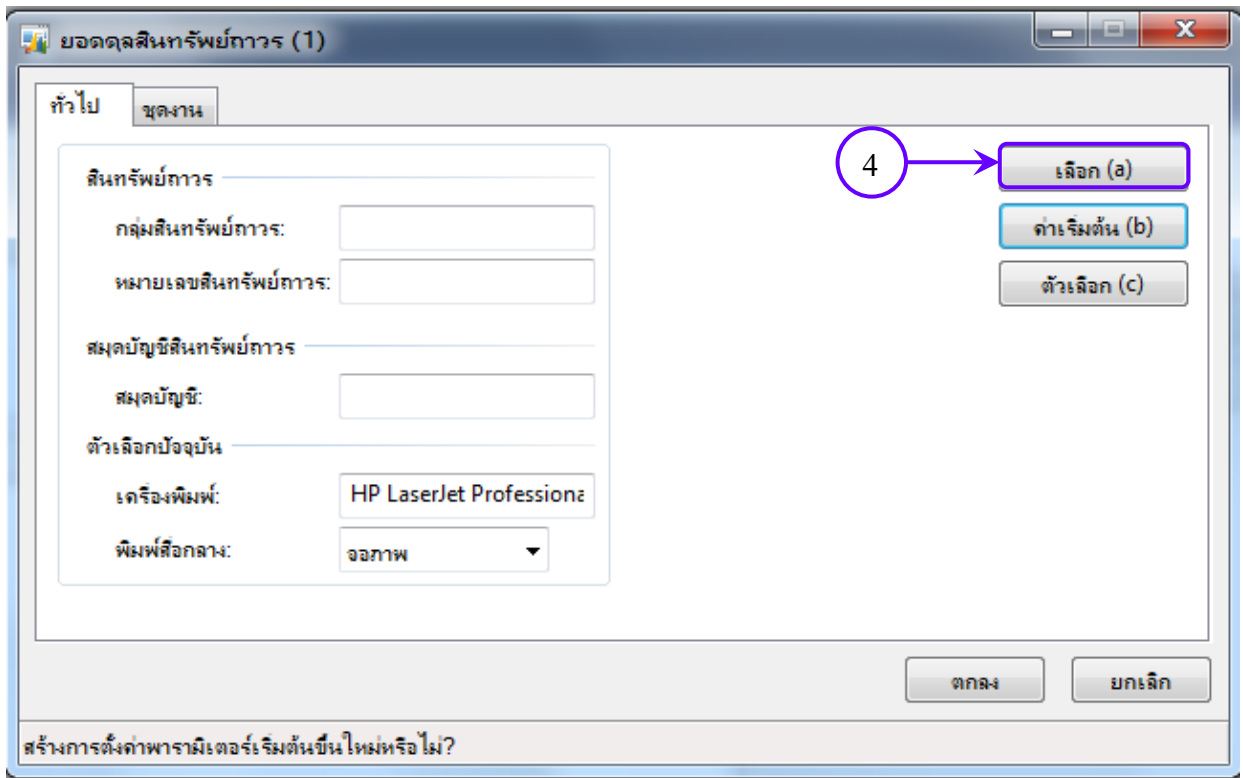 ยอดดุลสินทรัพย์ถาวร (1)
ทั่วไป
ชุดงาน
สินทรัพย์ถาวร
กลุ่มสินทรัพย์ถาวร:
หมายเลขสินทรัพย์ถาวร:
สมุดบัญชีสินทรัพย์ถาวร
สมุดบัญชี:
ตัวเลือกปัจจุบัน
เครื่องพิมพ์: HP LaserJet Professiona
พิมพ์สื่อกลาง: จอภาพ
4
เลือก (a)
ค่าเริ่มต้น (b)
ตัวเลือก (c)
ตกลง
ยกเลิก
สร้างการตั้งค่าพารามิเตอร์เริ่มต้นขึ้นใหม่หรือไม่?